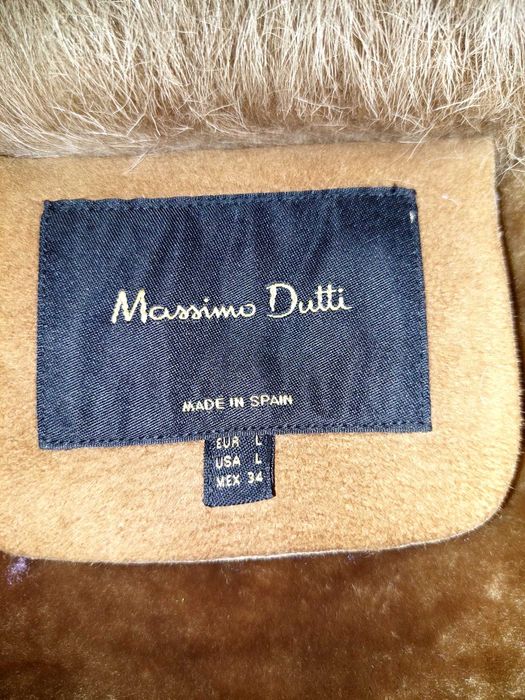 Massimo Dutti
MADE IN SPAIN
EUR L
USA L
MEX 34